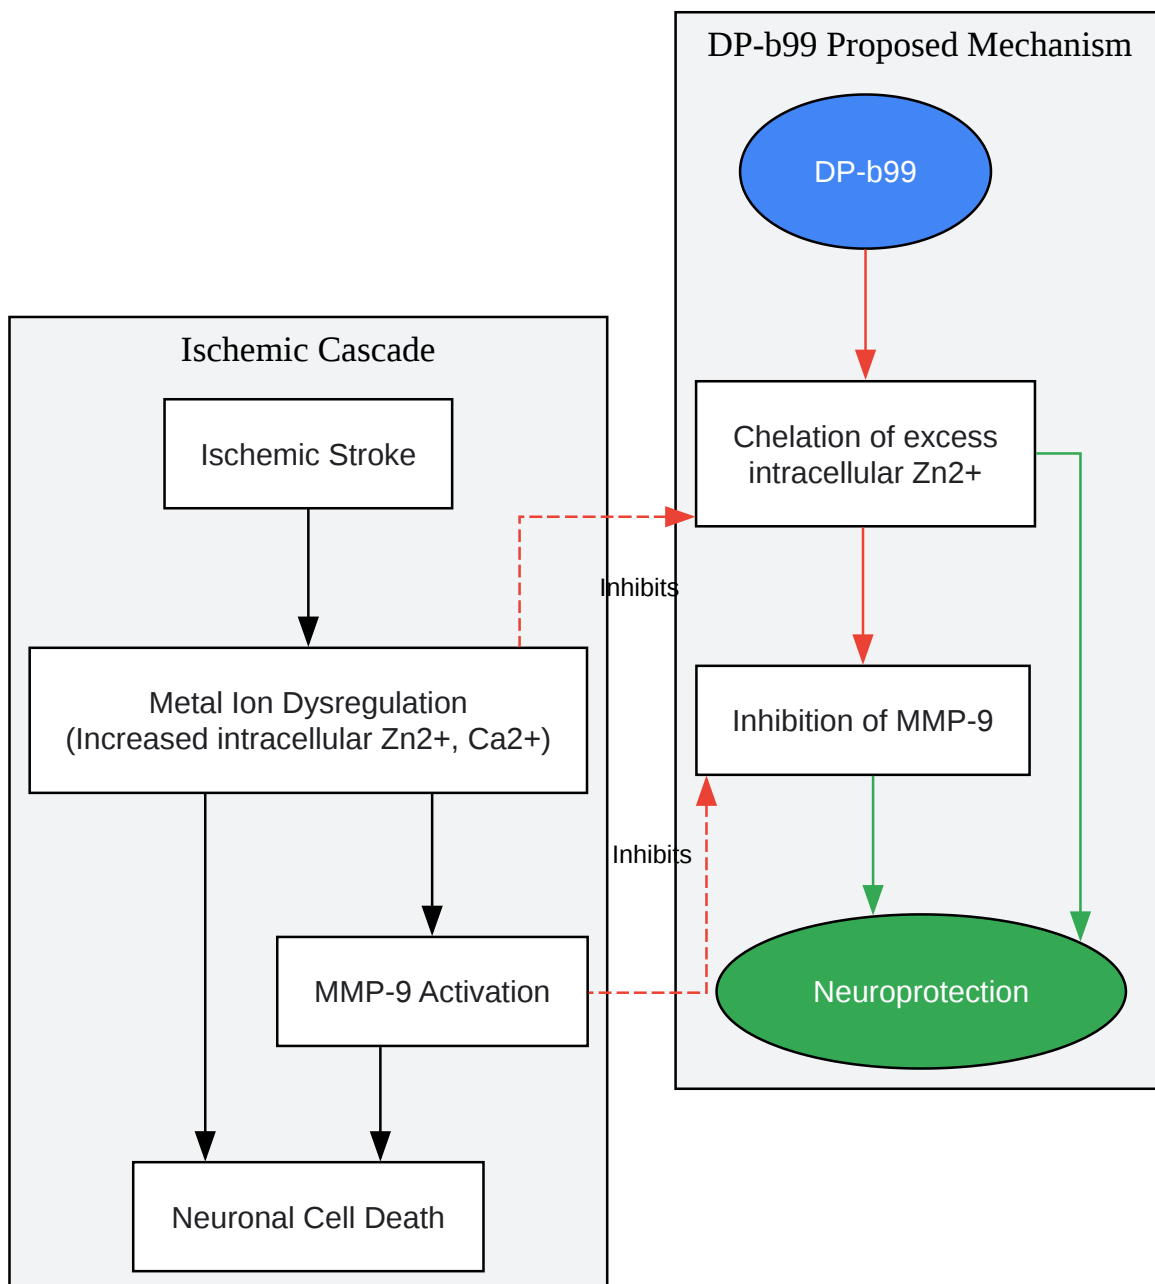 DP-b99 Proposed Mechanism
DP-b99
Chelation of excess
intracellular Zn2+
Inhibition of MMP-9
Neuroprotection
Ischemic Cascade
Ischemic Stroke
Metal Ion Dysregulation
(Increased intracellular Zn2+, Ca2+)
MMP-9 Activation
Neuronal Cell Death
Inhibits
Inhibits